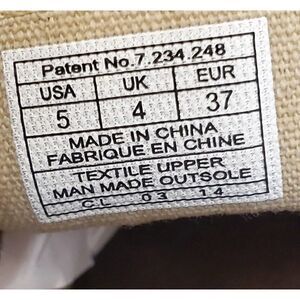 Patent No.7.234.248
USA UK EUR
5 4 37
MADE IN CHINA
FABRIQUE EN CHINE
TEXTILE UPPER
MAN MADE OUTSOLE
CL 03 14